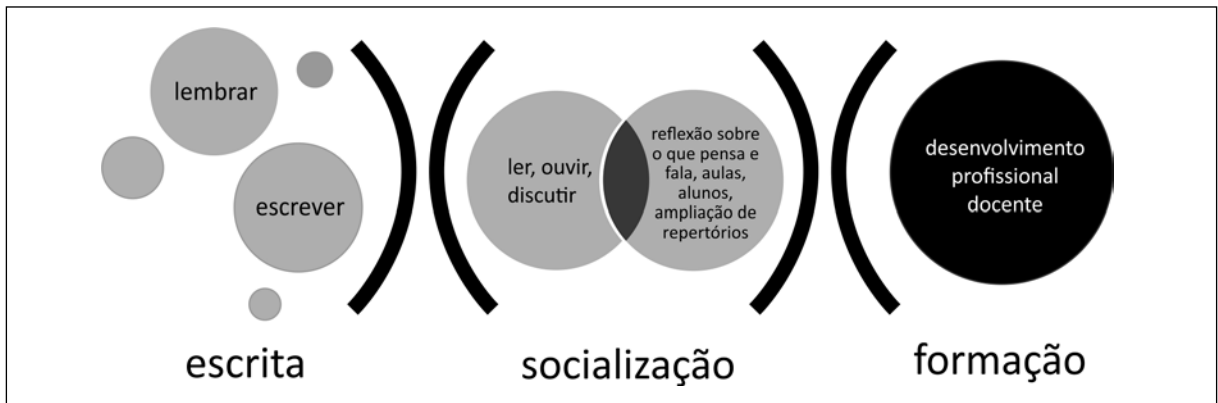 lembrar
escrever
escrita
ler, ouvir,
discutir
reflexão sobre
o que pensa e
fala, aulas,
alunos,
ampliação de
repertórios
socialização
desenvolvimento
profissional
docente
formação